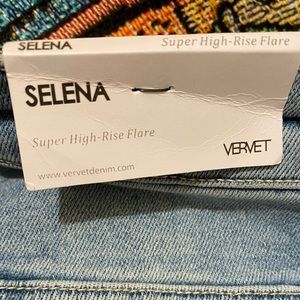 SELENA Super High-Rise Flare
SELENA
Super High-Rise Flare
VERVET
www.vervetdenim.com